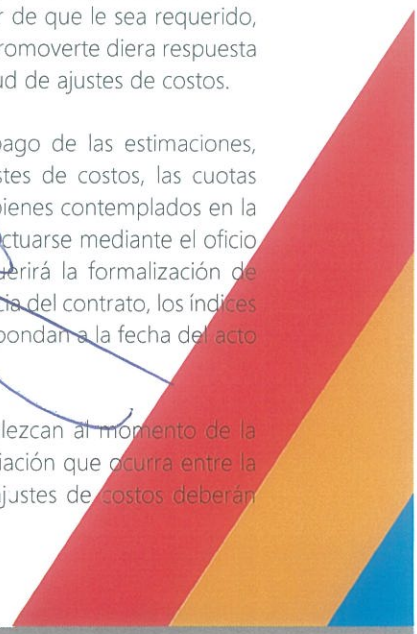 r de que le sea requerido,
romoverte diera respuesta
ud de ajustes de costos.
pago de las estimaciones,
stes de costos, las cuotas
bienes contemplados en la
ctuarse mediante el oficio
uerirá la formalización de
cia del contrato, los índices
pondan a la fecha del acto
lezcan al momento de la
iación que ocurra entre la
ajustes de costos deberán